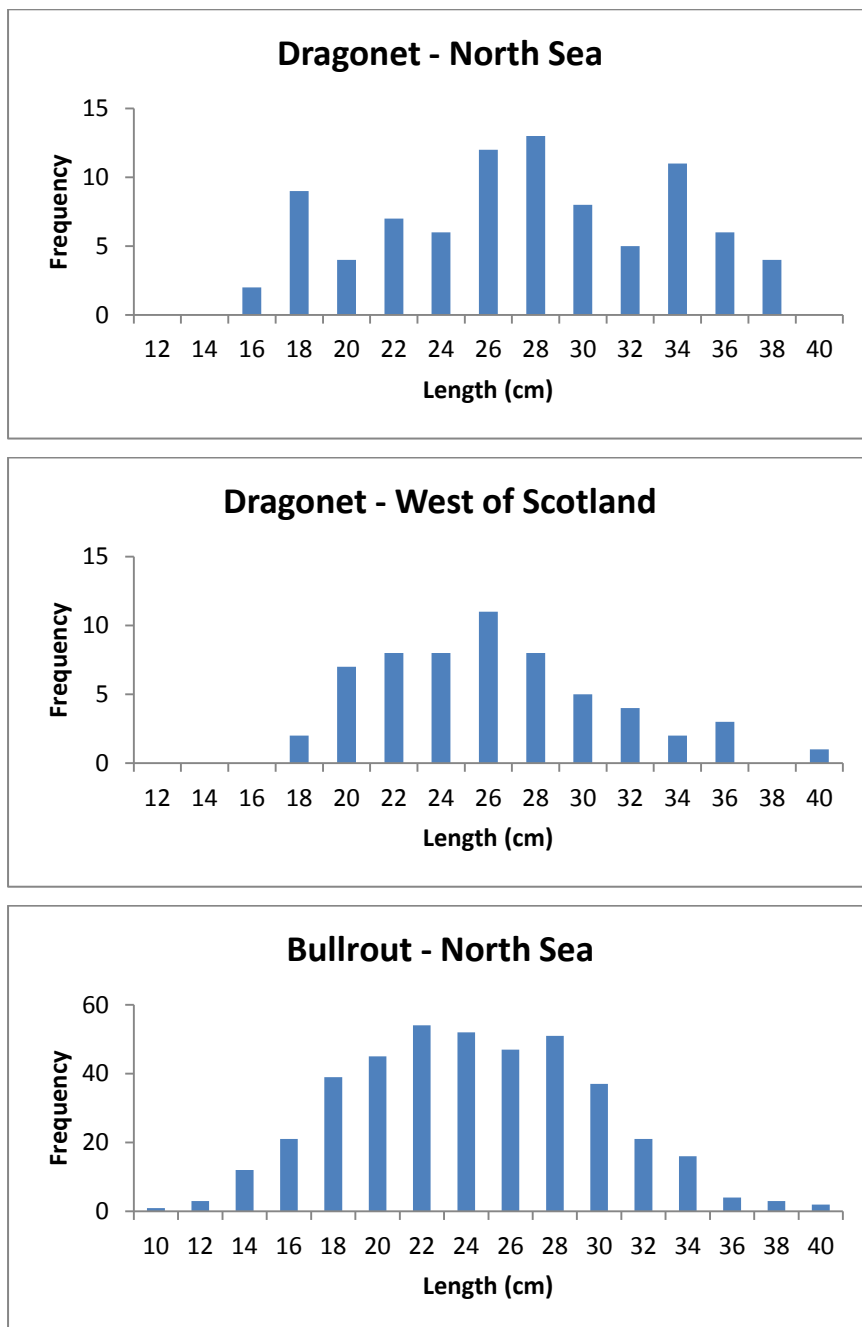 Dragonet - North Sea
15
10
5
0
Frequency
12 14 16 18 20 22 24 26 28 30 32 34 36 38 40
Length (cm)
Dragonet - West of Scotland
15
10
5
0
Frequency
12 14 16 18 20 22 24 26 28 30 32 34 36 38 40
Length (cm)
Bullrout - North Sea
60
40
20
0
Frequency
10 12 14 16 18 20 22 24 26 28 30 32 34 36 38 40
Length (cm)